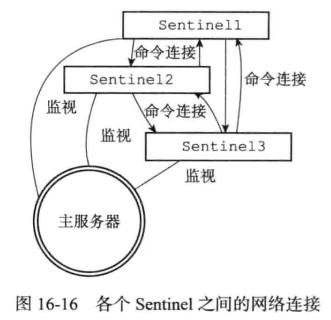 Sentinel1
命令连接
Sentinel2
监视
命令连接
命令连接
监视
Sentinel3
监视
主服务器
图 16-16 各个 Sentinel 之间的网络连接